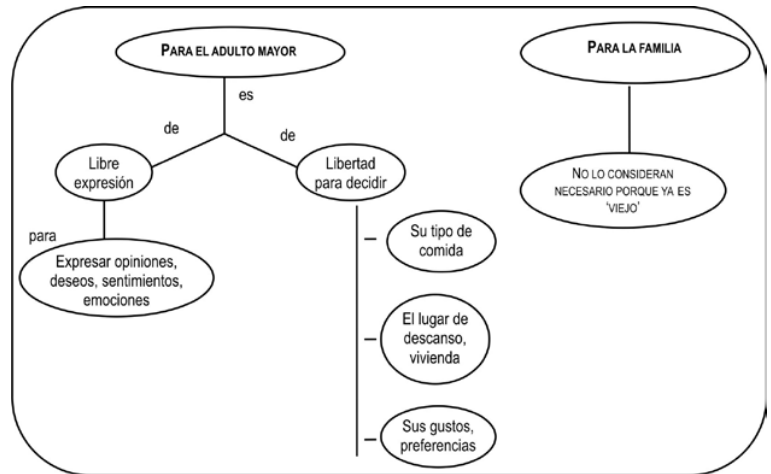 PARA EL ADULTO MAYOR
es
de
de
Libre
expresión
Libertad
para decidir
para
Expresar opiniones,
deseos, sentimientos,
emociones
Su tipo de
comida
El lugar de
descanso,
vivienda
Sus gustos,
preferencias
PARA LA FAMILIA
NO LO CONSIDERAN
NECESARIO PORQUE YA ES
'VIEJO'